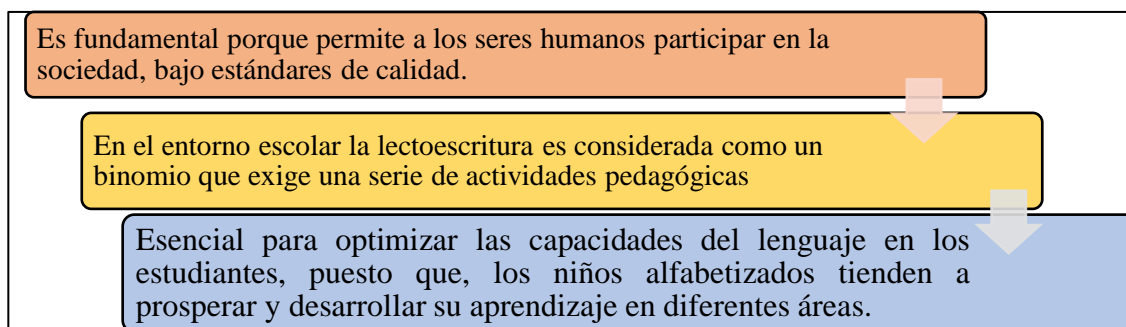 Es fundamental porque permite a los seres humanos participar en la
sociedad, bajo estándares de calidad.
En el entorno escolar la lectoescritura es considerada como un
binomio que exige una serie de actividades pedagógicas
Esencial para optimizar las capacidades del lenguaje en los
estudiantes, puesto que, los niños alfabetizados tienden a
prosperar y desarrollar su aprendizaje en diferentes áreas.